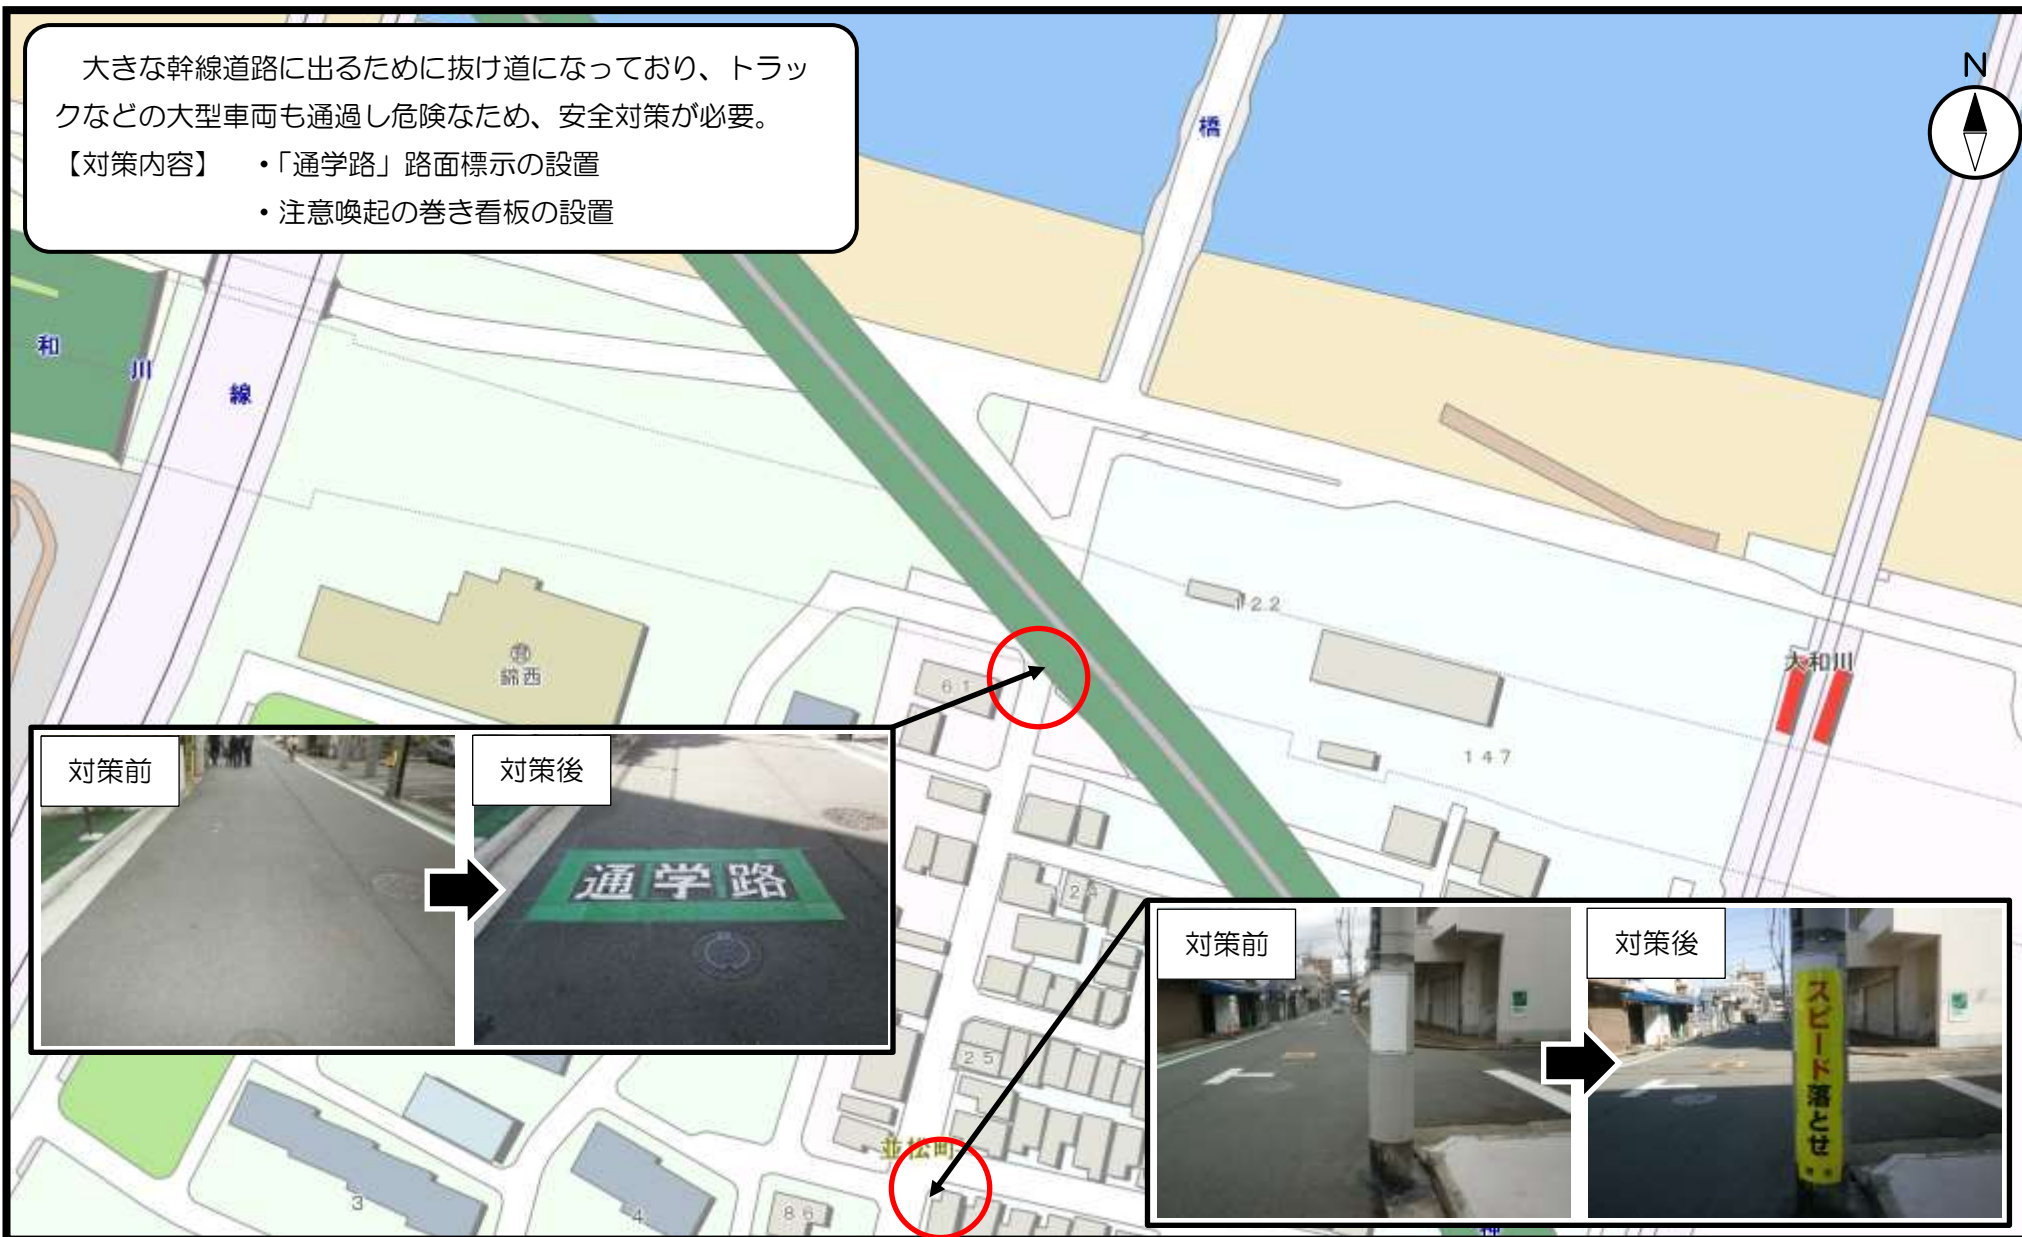 大きな幹線道路に出るために抜け道になっており、トラッ
クなどの大型車両も通過し危険なため、安全対策が必要。
【対策内容】 ・「通学路」路面標示の設置
・注意喚起の巻き看板の設置
N
橋
和
川
線
錦西
61
122
大和川
147
対策前
対策後
通学路
24
25
対策前
対策後
スピード落とせ
並松町
3
4
86